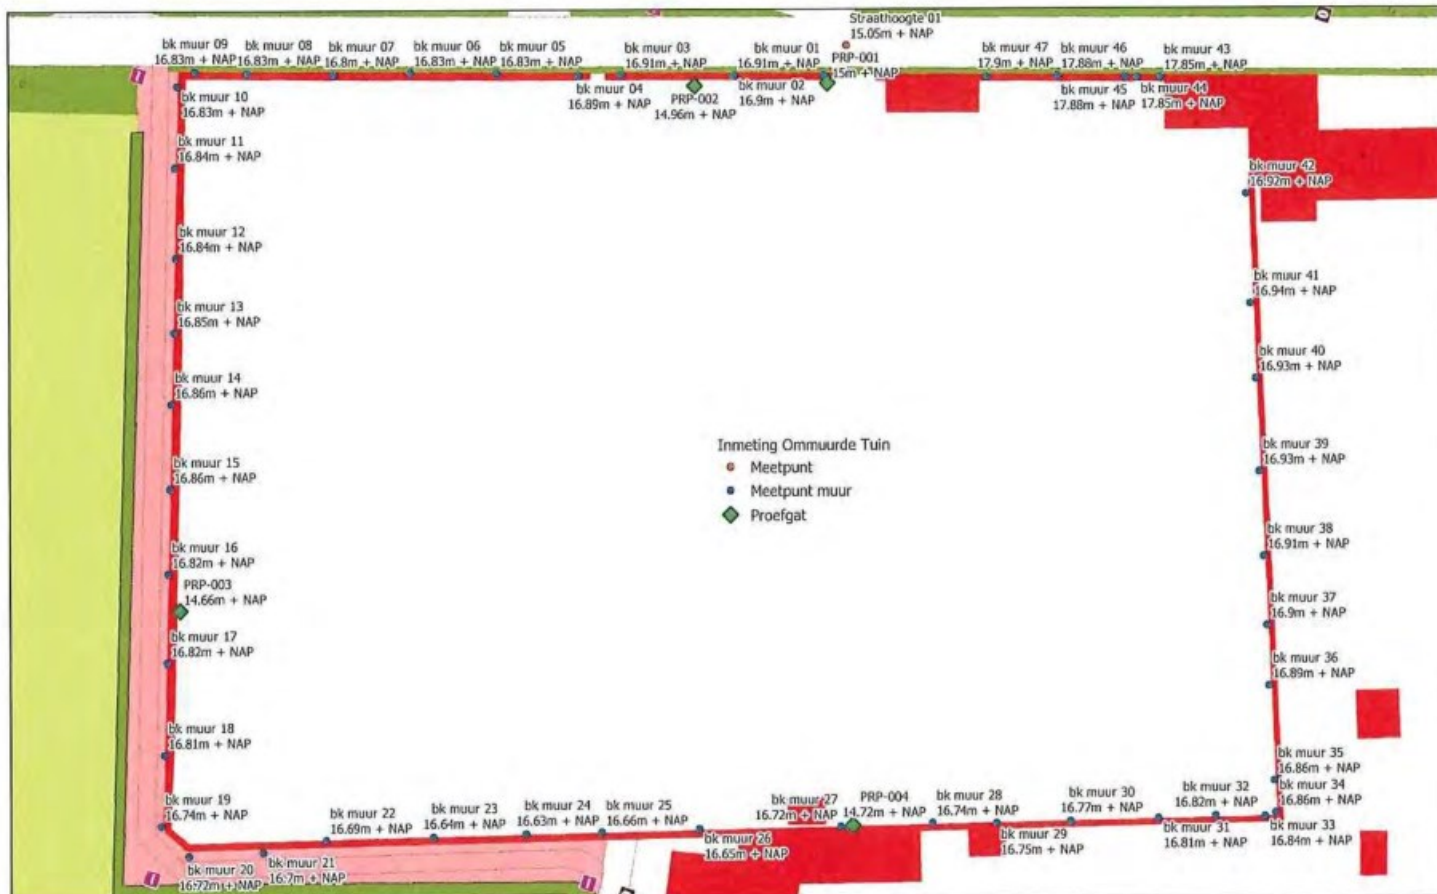 Straathoogte 01
15.05m + NAP
bk muur 09
16.83m + NAP
bk muur 08
16.83m + NAP
bk muur 07
16.8m + NAP
bk muur 06
16.83m + NAP
bk muur 05
16.83m + NAP
bk muur 03
16.91m + NAP
bk muur 01
16.91m + NAP
PRP-001
15m + NAP
bk muur 47
17.9m + NAP
bk muur 46
17.88m + NAP
bk muur 43
17.85m + NAP
bk muur 10
16.83m + NAP
bk muur 04
16.89m + NAP
PRP-002
14.96m + NAP
bk muur 02
16.9m + NAP
bk muur 45
17.88m + NAP
bk muur 44
17.85m + NAP
bk muur 11
16.84m + NAP
bk muur 42
16.92m + NAP
bk muur 12
16.84m + NAP
bk muur 41
16.94m + NAP
bk muur 13
16.85m + NAP
bk muur 40
16.93m + NAP
bk muur 14
16.86m + NAP
bk muur 39
16.93m + NAP
Inmeting Ommuurde Tuin
Meetpunt
Meetpunt muur
Proefgat
bk muur 15
16.86m + NAP
bk muur 38
16.91m + NAP
bk muur 16
16.82m + NAP
PRP-003
14.66m + NAP
bk muur 37
16.9m + NAP
bk muur 17
16.82m + NAP
bk muur 36
16.89m + NAP
bk muur 18
16.81m + NAP
bk muur 35
16.86m + NAP
bk muur 34
16.86m + NAP
bk muur 19
16.74m + NAP
bk muur 22
16.69m + NAP
bk muur 23
16.64m + NAP
bk muur 24
16.63m + NAP
bk muur 25
16.66m + NAP
bk muur 27
16.72m + NAP
PRP-004
14.72m + NAP
bk muur 28
16.74m + NAP
bk muur 30
16.77m + NAP
bk muur 32
16.82m + NAP
bk muur 20
16.72m + NAP
bk muur 21
16.7m + NAP
bk muur 26
16.65m + NAP
bk muur 29
16.75m + NAP
bk muur 31
16.81m + NAP
bk muur 33
16.84m + NAP